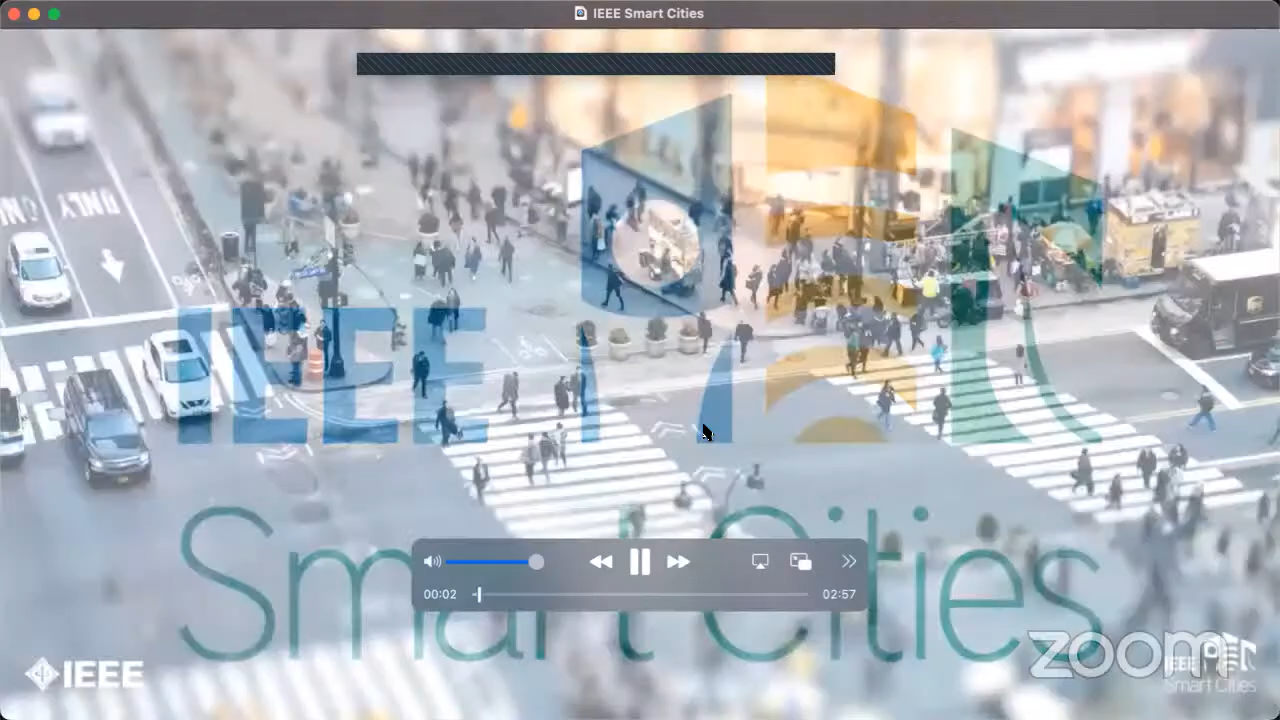 IEEE Smart Cities
ONLY
IEEE
Smart Cities
00:02
02:57
IEEE
zoom
IEEE
Smart Cities